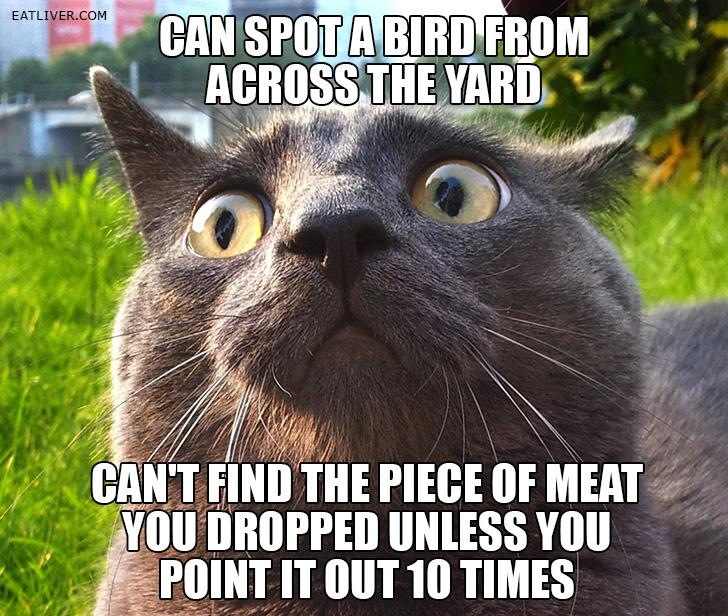 EATLIVER.COM
CAN SPOT A BIRD FROM
ACROSS THE YARD
CAN'T FIND THE PIECE OF MEAT
YOU DROPPED UNLESS YOU
POINT IT OUT 10 TIMES